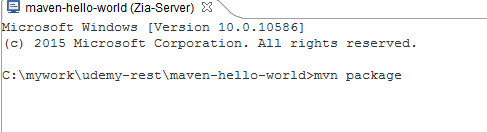 maven-hello-world (Zia-Server)
Microsoft Windows [Version 10.0.10586]
(c) 2015 Microsoft Corporation. All rights reserved.
C:\mywork\udemy-rest\maven-hello-world>mvn package